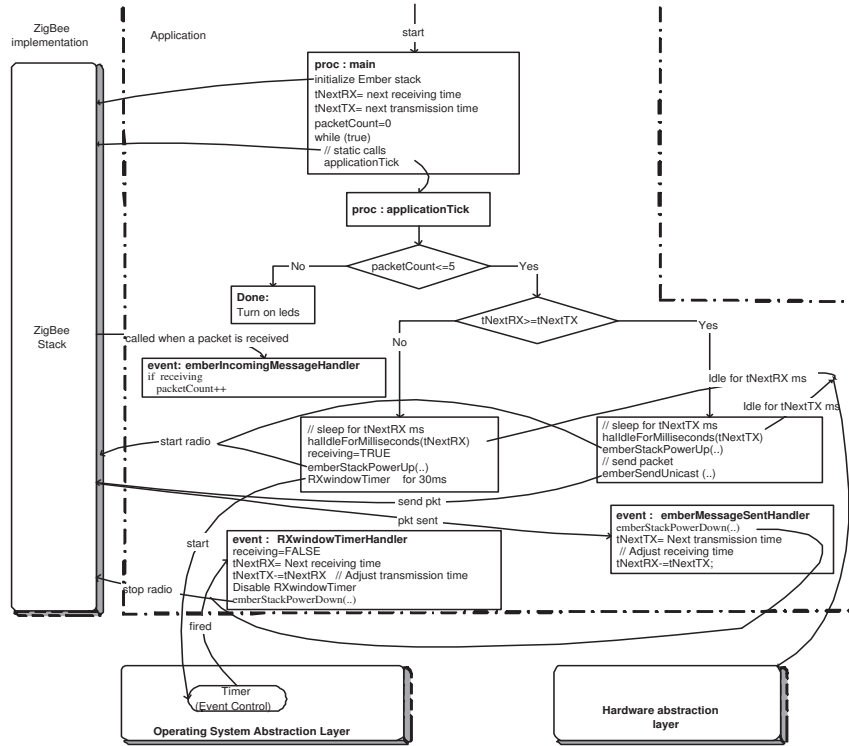 ZigBee
implementation
Application
start
proc : main
initialize Ember stack
tNextRX= next receiving time
tNextTX= next transmission time
packetCount=0
while (true)
// static calls
applicationTick
proc : applicationTick
No
packetCount<=5
Yes
Done:
Turn on leds
ZigBee
Stack
tNextRX>=tNextTX
called when a packet is received
No
Yes
event: emberIncomingMessageHandler
if receiving
packetCount++
Idle for tNextRX ms
Idle for tNextTX ms
start radio
// sleep for tNextRX ms
halIdleForMilliseconds(tNextRX)
receiving=TRUE
emberStackPowerUp(..)
RXwindowTimer for 30ms
// sleep for tNextTX ms
halIdleForMilliseconds(tNextTX)
emberStackPowerUp(..)
// send packet
emberSendUnicast (..)
send pkt
pkt sent
start
event : RXwindowTimerHandler
receiving=FALSE
tNextRX= Next receiving time
tNextTX-=tNextRX // Adjust transmission time
Disable RXwindowTimer
emberStackPowerDown(..)
event : emberMessageSentHandler
emberStackPowerDown(..)
tNextTX= Next transmission time
// Adjust receiving time
tNextRX-=tNextTX;
stop radio
fired
Timer
(Event Control)
Operating System Abstraction Layer
Hardware abstraction
layer